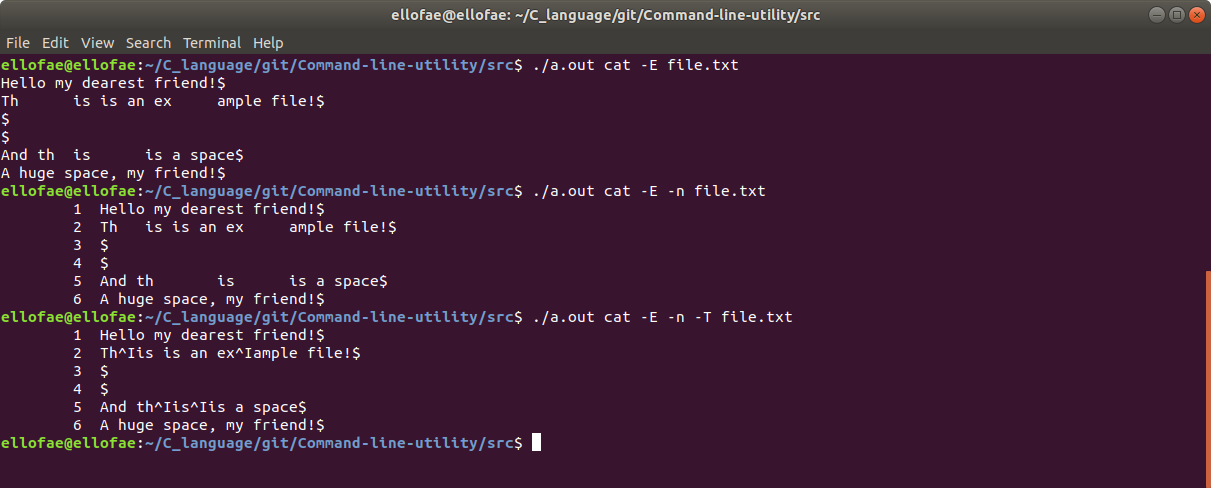 ellofae@ellofae: ~/C_language/git/Command-line-utility/src
File Edit View Search Terminal Help
ellofae@ellofae:~/C_language/git/Command-line-utility/src$ ./a.out cat -E file.txt
Hello my dearest friend!$
Th      is is an ex     ample file!$
$
$
And th  is      is a space$
A huge space, my friend!$
ellofae@ellofae:~/C_language/git/Command-line-utility/src$ ./a.out cat -E -n file.txt
        1  Hello my dearest friend!$
        2  Th   is is an ex     ample file!$
        3  $
        4  $
        5  And th       is      is a space$
        6  A huge space, my friend!$
ellofae@ellofae:~/C_language/git/Command-line-utility/src$ ./a.out cat -E -n -T file.txt
        1  Hello my dearest friend!$
        2  Th^Iis is an ex^Iample file!$
        3  $
        4  $
        5  And th^Iis^Iis a space$
        6  A huge space, my friend!$
ellofae@ellofae:~/C_language/git/Command-line-utility/src$